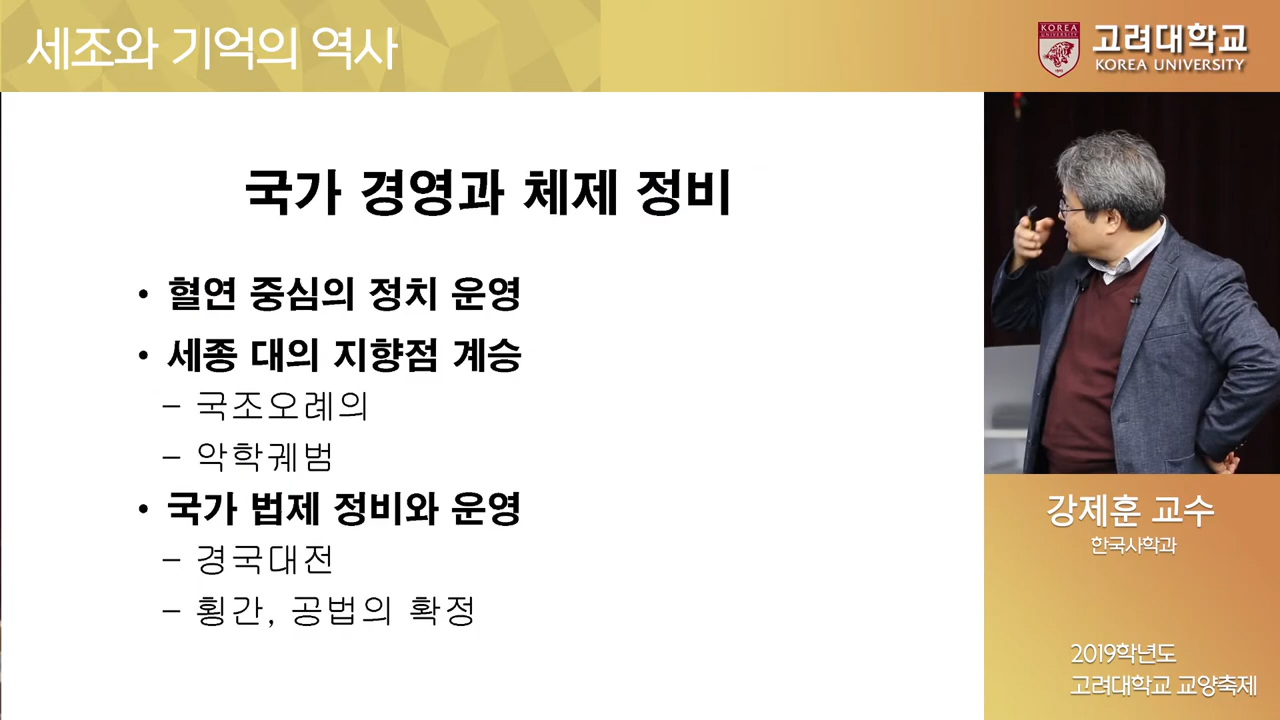 세조와 기억의 역사
KOREA
UNIVERSITY
1905
고려대학교
KOREA UNIVERSITY
국가 경영과 체제 정비
• 혈연 중심의 정치 운영
• 세종 대의 지향점 계승
– 국조오례의
– 악학궤범
• 국가 법제 정비와 운영
– 경국대전
– 횡간, 공법의 확정
강제훈 교수
한국사학과
2019학년도
고려대학교 교양축제